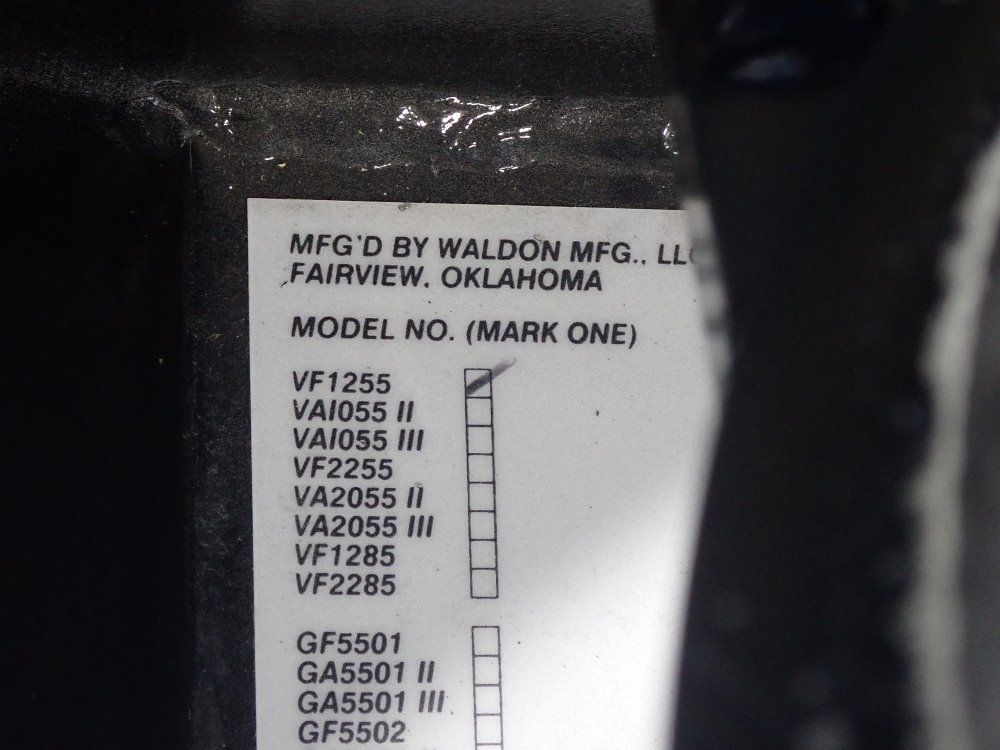 MFG'D BY WALDON MFG., LLC
FAIRVIEW, OKLAHOMA
MODEL NO. (MARK ONE)
VF1255
VAI055 II
VAI055 III
VF2255
VA2055 II
VA2055 III
VF1285
VF2285
GF5501
GA5501 II
GA5501 III
GF5502